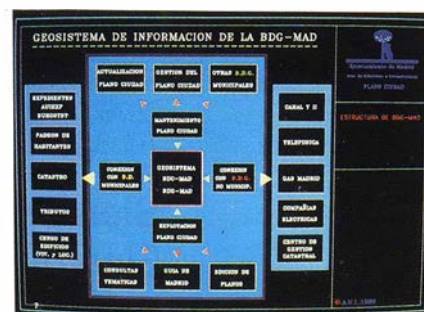 GEOSISTEMA DE INFORMACION DE LA BDG-MAD
ACTUALIZACION
PLANO CIUDAD
GESTION DEL
PLANO CIUDAD
OTRAS B.D.G.
MUNICIPALES
MANTENIMIENTO
PLANO CIUDAD
EXPEDIENTES
PADRON DE
HABITANTES
CATASTRO
TRIBUTOS
CENSO DE
EDIFICIOS
(VIV. y LOC.)
CONEXION
CON B.D.
MUNICIPALES
GEOSISTEMA
BDG-MAD
BDG-MAD
CONEXION
CON B.D.G.
NO MUNICIP.
EXPLOTACION
PLANO CIUDAD
CONSULTAS
TEMATICAS
GUIA DE
MADRID
EDICION DE
PLANOS
CANAL Y II
TELEFONICA
GAS MADRID
COMPAÑIAS
ELECTRICAS
CENTRO DE
GESTION
CATASTRAL
Ayuntamiento de Madrid
PLANO CIUDAD
ESTRUCTURA DE BDG-MAD